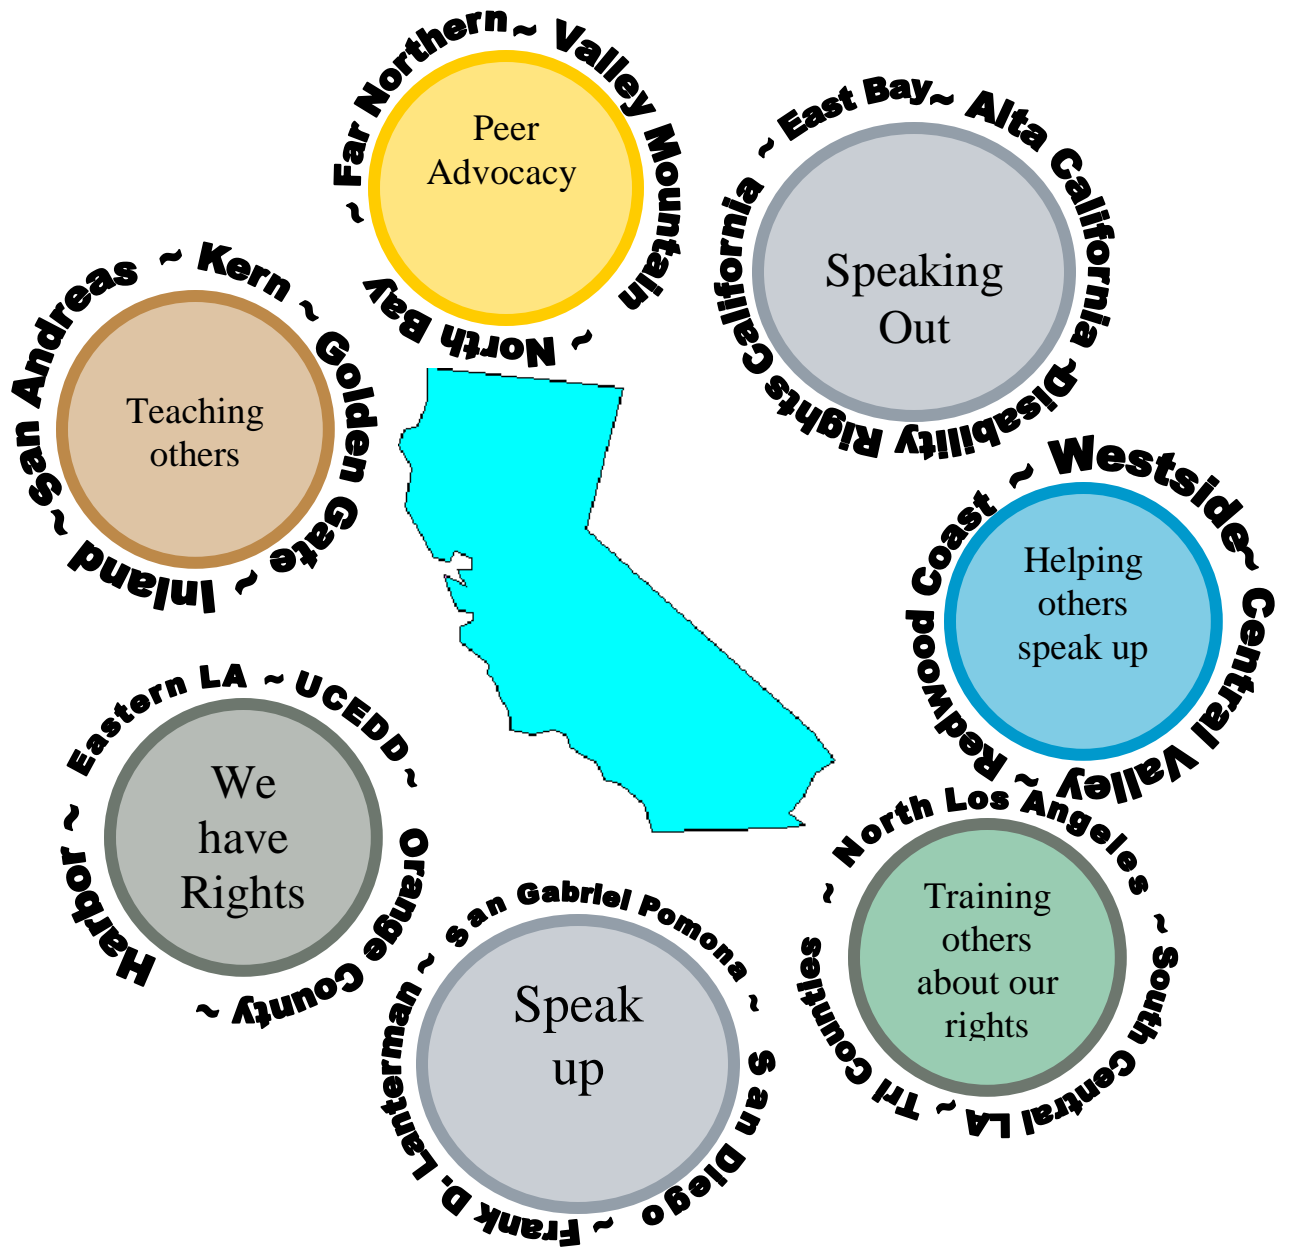 ~ Far Northern ~ Valley Mountain
~ North Bay
Peer
Advocacy
~ East Bay ~ Alta California ~
Disability Rights California
Speaking
Out
San Andreas ~ Kern ~ Golden Gate ~ Inland ~
Teaching
others
Redwood Coast ~ Westside ~ Central Valley ~
Helping
others
speak up
Harbor ~ Eastern LA ~ UCEDD ~
Orange County ~
We
have
Rights
~ North Los Angeles ~ South Central LA ~ Tri Counties
Training
others
about our
rights
Frank D. Lanterman ~ San Gabriel Pomona ~ San Diego ~
Speak
up